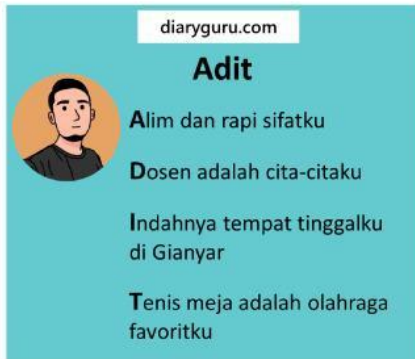 diaryguru.com
Adit
Alim dan rapi sifatku
Dosen adalah cita-citaku
Indahnya tempat tinggalku
di Gianyar
Tenis meja adalah olahraga
favoritku